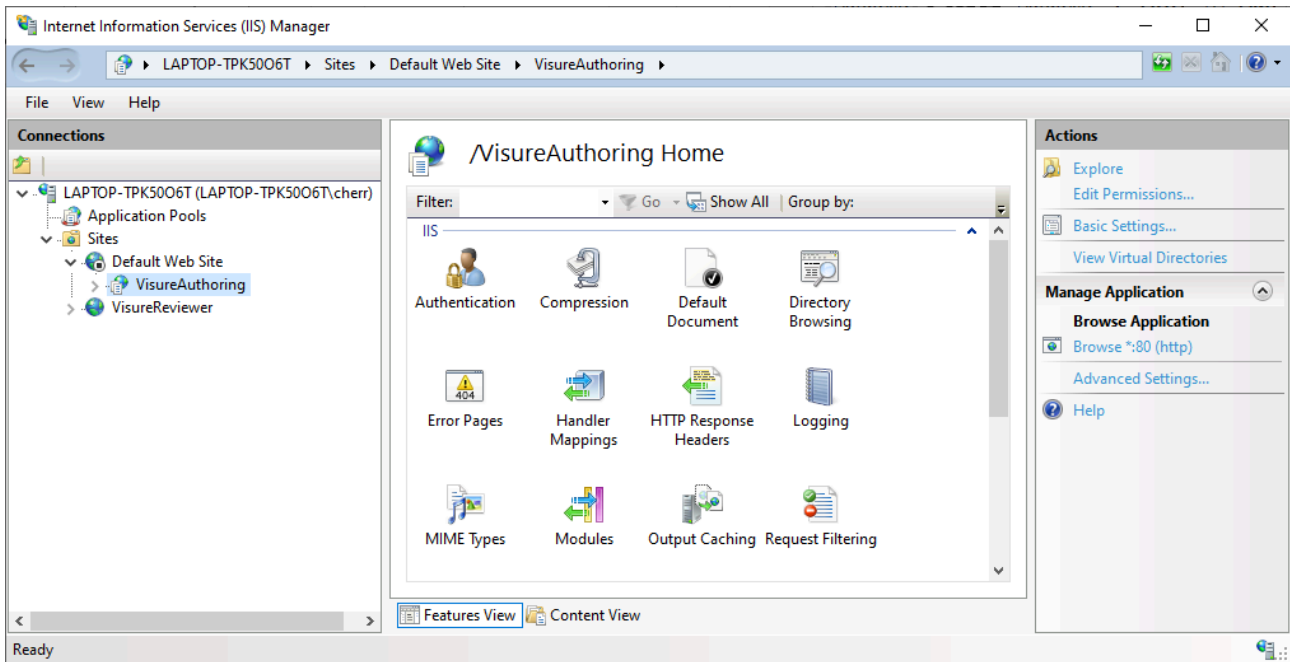 Internet Information Services (IIS) Manager
LAPTOP-TPK50O6T Sites Default Web Site VisureAuthoring
File View Help
Connections
LAPTOP-TPK50O6T (LAPTOP-TPK50O6T\cherr)
Application Pools
Sites
Default Web Site
VisureAuthoring
VisureReviewer
/VisureAuthoring Home
Filter: Go Show All Group by:
IIS
Authentication
Compression
Default
Document
Directory
Browsing
404
Error Pages
Handler
Mappings
HTTP Response
Headers
Logging
MIME Types
Modules
Output Caching
Request Filtering
Features View Content View
Actions
Explore
Edit Permissions...
Basic Settings...
View Virtual Directories
Manage Application
Browse Application
Browse *:80 (http)
Advanced Settings...
Help
Ready